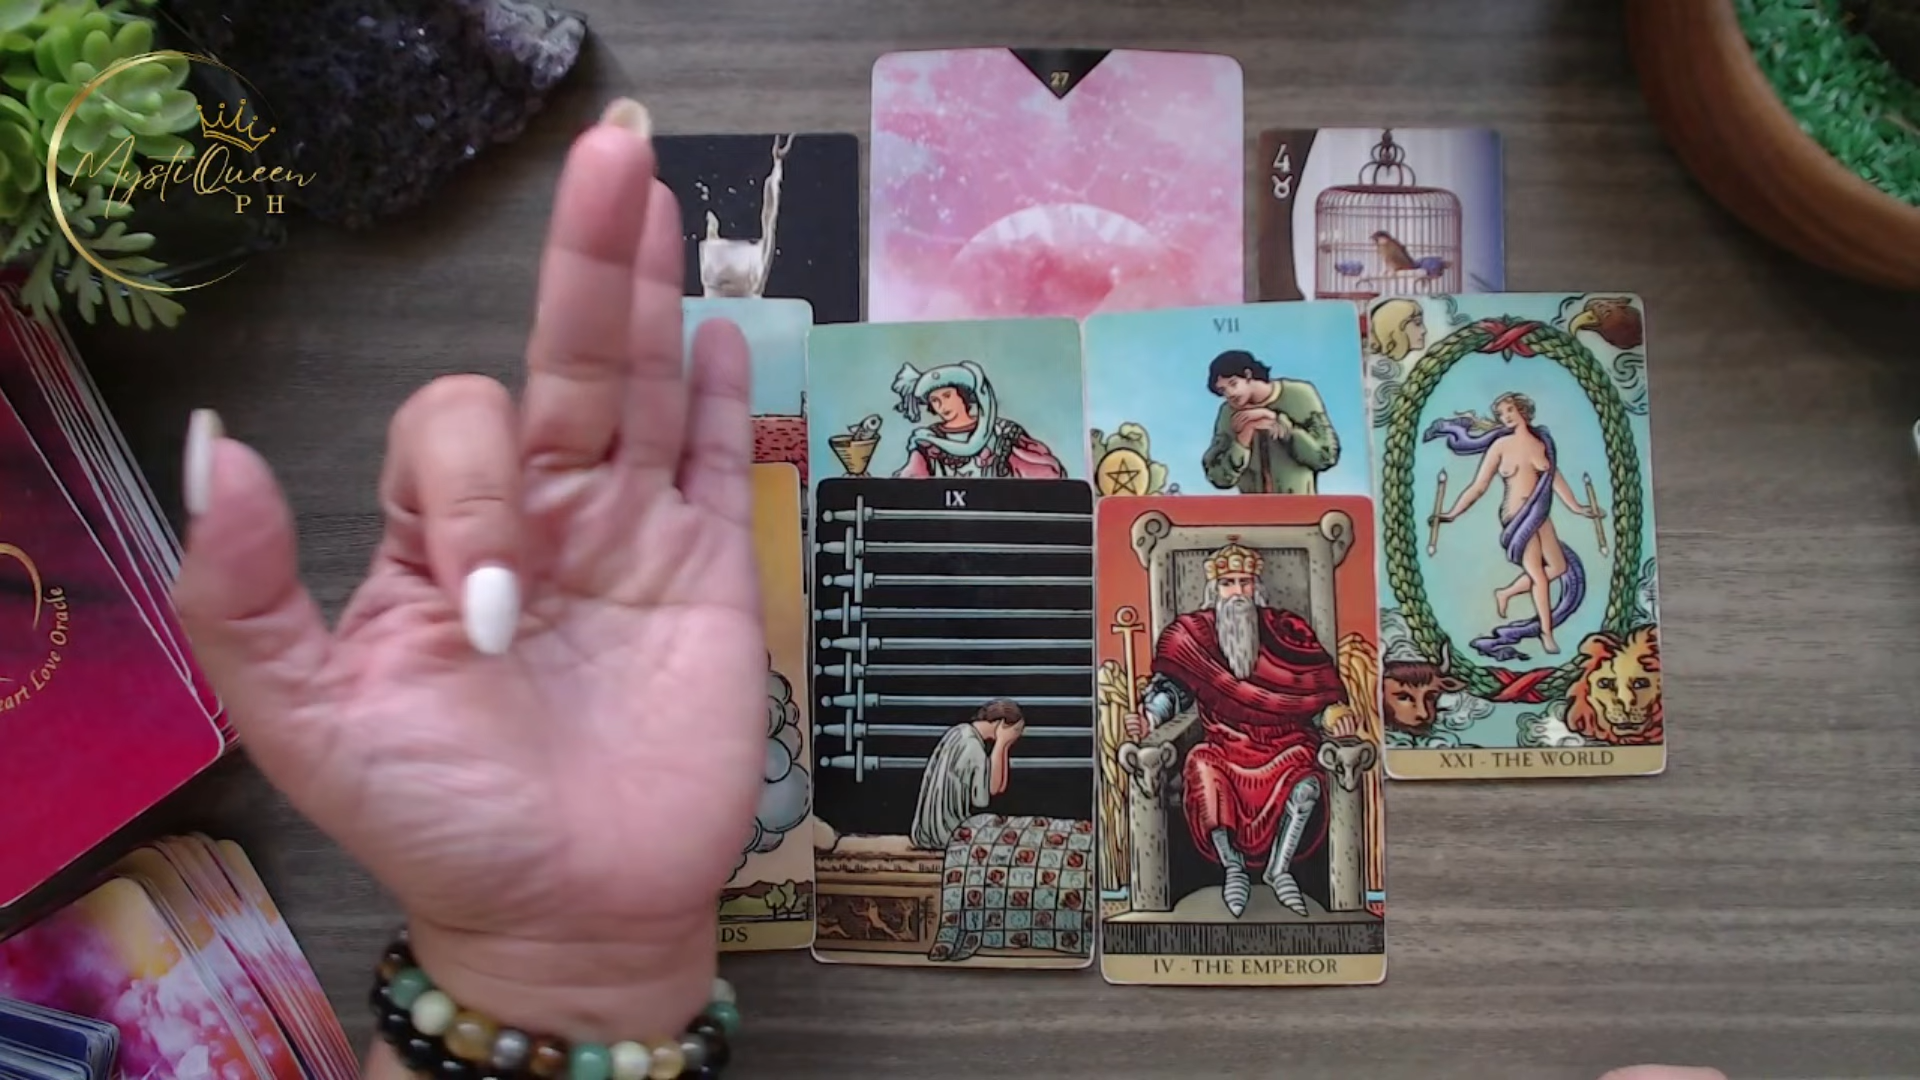 MystiQueen
PH
27
4
VII
IX
XXI - THE WORLD
IV - THE EMPEROR
DS
eart Love Oracle